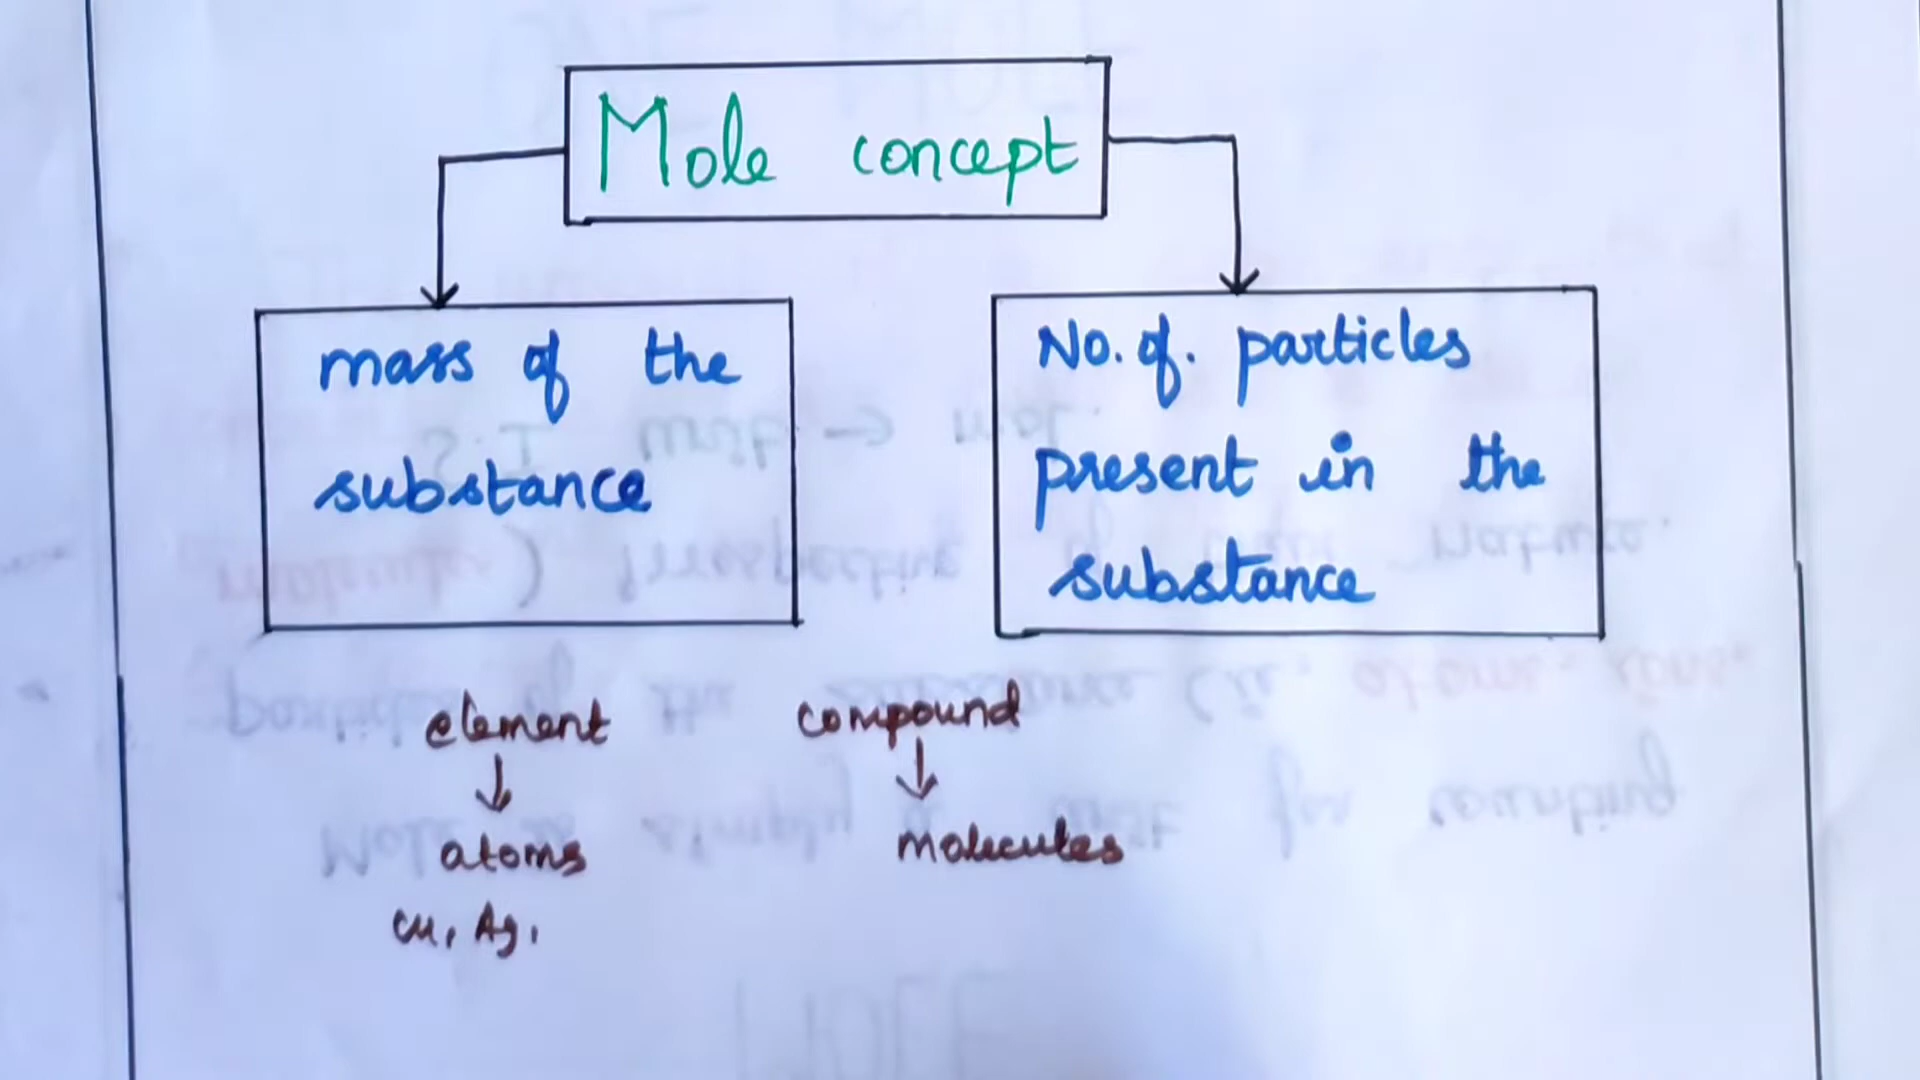 Mole concept
mass of the
substance
No. of. particles
present in the
substance
element
↓
atoms
Cu, Ag,
compound
↓
molecules